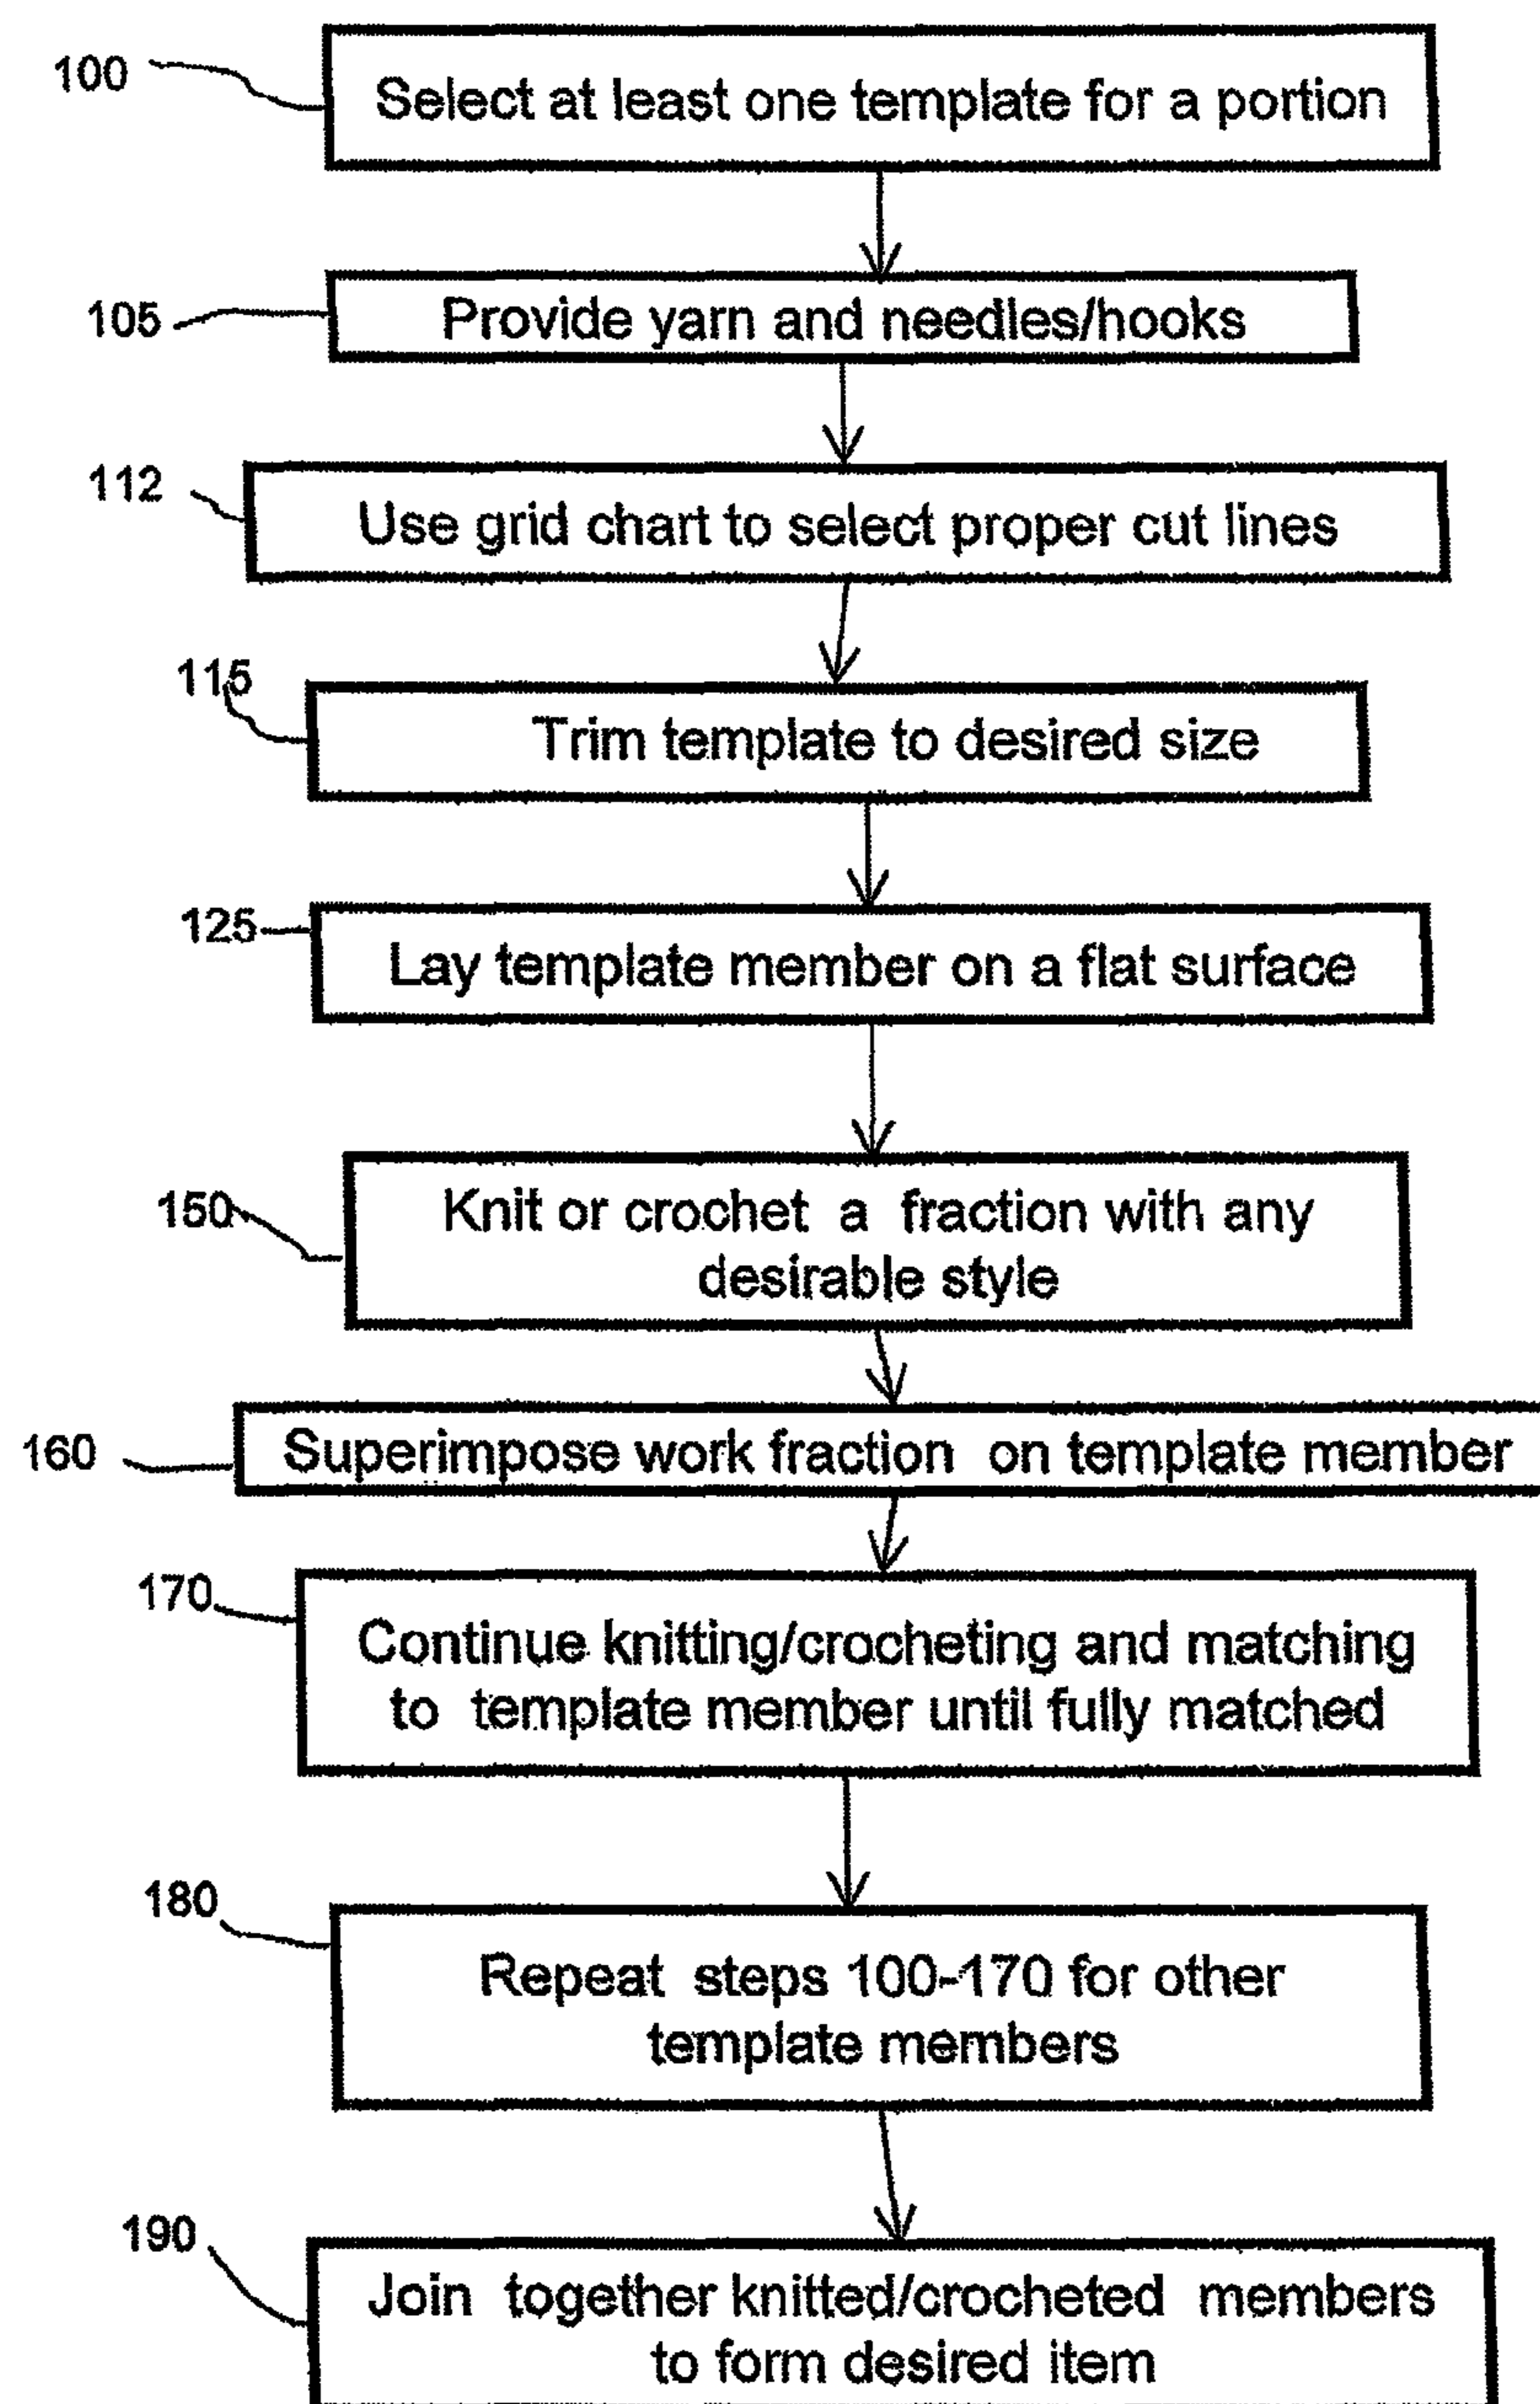 100
Select at least one template for a portion
105
Provide yarn and needles/hooks
112
Use grid chart to select proper cut lines
115
Trim template to desired size
125
Lay template member on a flat surface
150
Knit or crochet a fraction with any
desirable style
160
Superimpose work fraction on template member
170
Continue knitting/crocheting and matching
to template member until fully matched
180
Repeat steps 100-170 for other
template members
190
Join together knitted/crocheted members
to form desired item